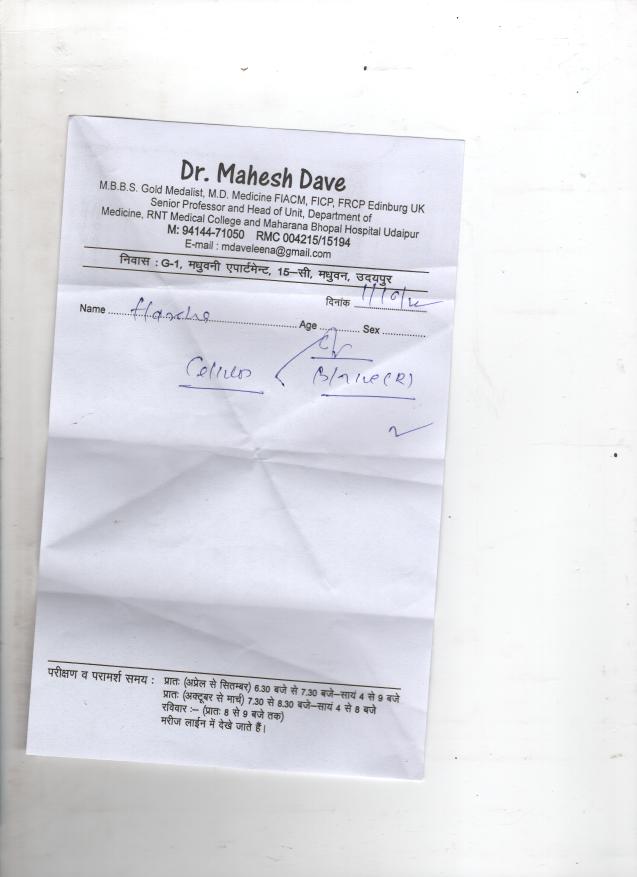 Dr. Mahesh Dave
M.B.B.S. Gold Medalist, M.D. Medicine FIACM, FICP, FRCP Edinburg UK
Senior Professor and Head of Unit, Department of
Medicine, RNT Medical College and Maharana Bhopal Hospital Udaipur
M: 94144-71050 RMC 004215/15194
E-mail : mdaveleena@gmail.com
निवास : G-1, मधुवनी एपार्टमेन्ट, 15–सी, मधुवन, उदयपुर
दिनांक
Name Age Sex
परीक्षण व परामर्श समय : प्रातः (अप्रेल से सितम्बर) 6.30 बजे से 7.30 बजे–सायं 4 से 9 बजे
प्रातः (अक्टूबर से मार्च) 7.30 से 8.30 बजे–सायं 4 से 8 बजे
रविवार :– (प्रातः 8 से 9 बजे तक)
मरीज लाईन में देखे जाते हैं।